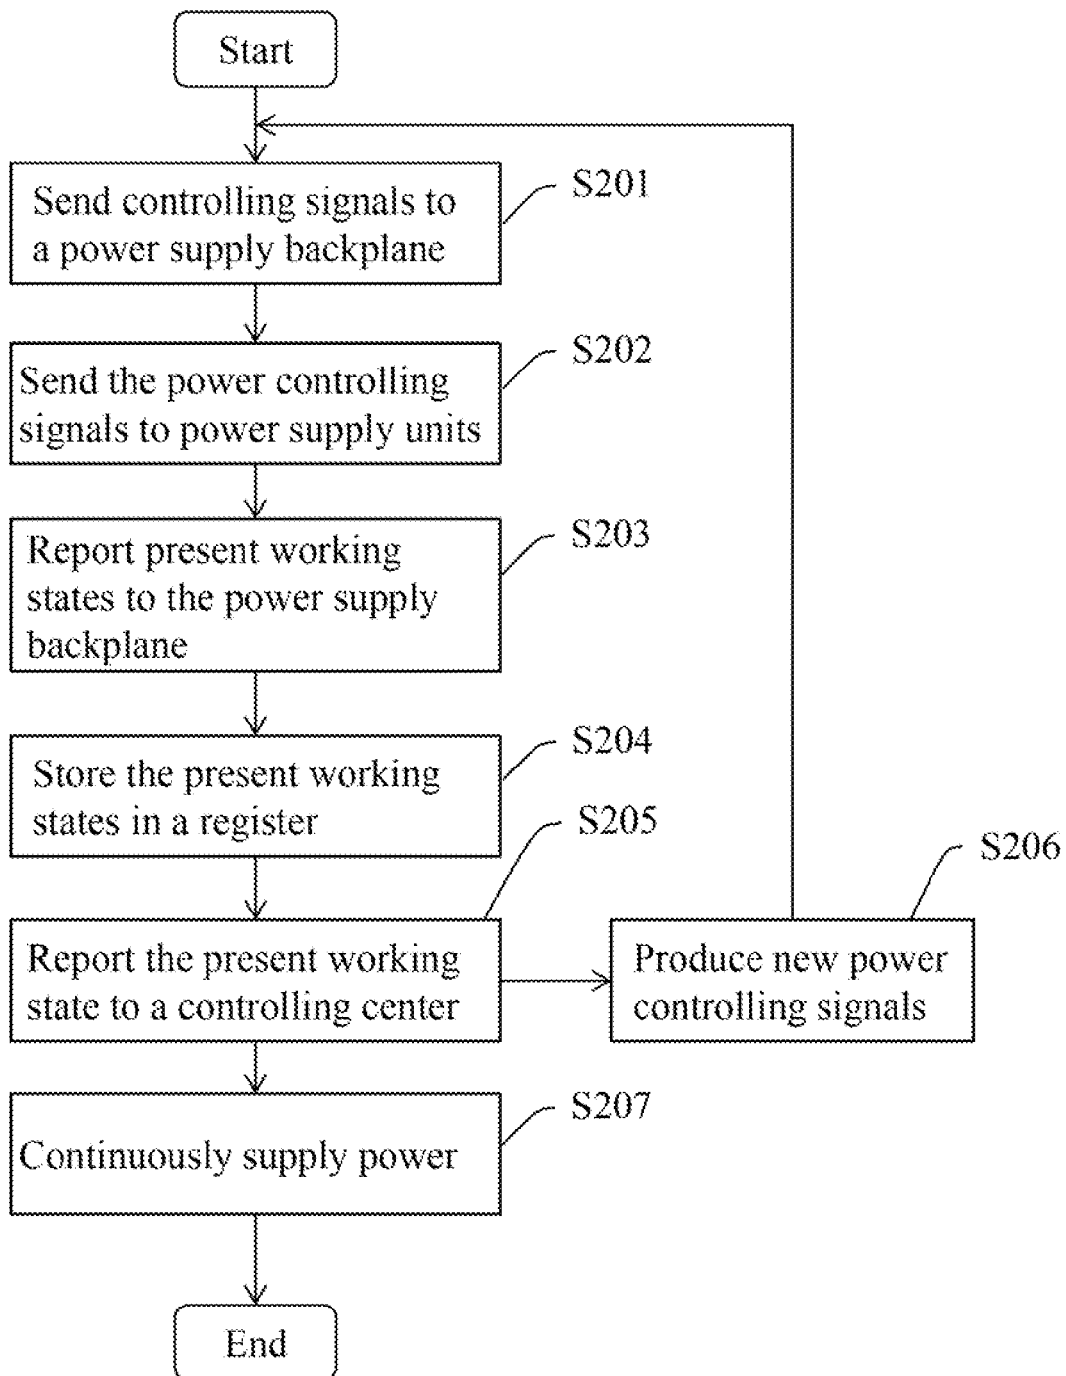 Start
Send controlling signals to
a power supply backplane
S201
Send the power controlling
signals to power supply units
S202
Report present working
states to the power supply
backplane
S203
Store the present working
states in a register
S204
Report the present working
state to a controlling center
S205
Produce new power
controlling signals
S206
Continuously supply power
S207
End